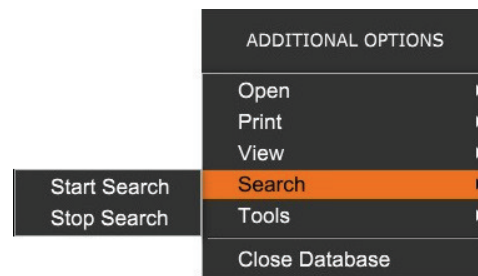 ADDITIONAL OPTIONS
Open
Print
View
Search
Start Search
Stop Search
Tools
Close Database